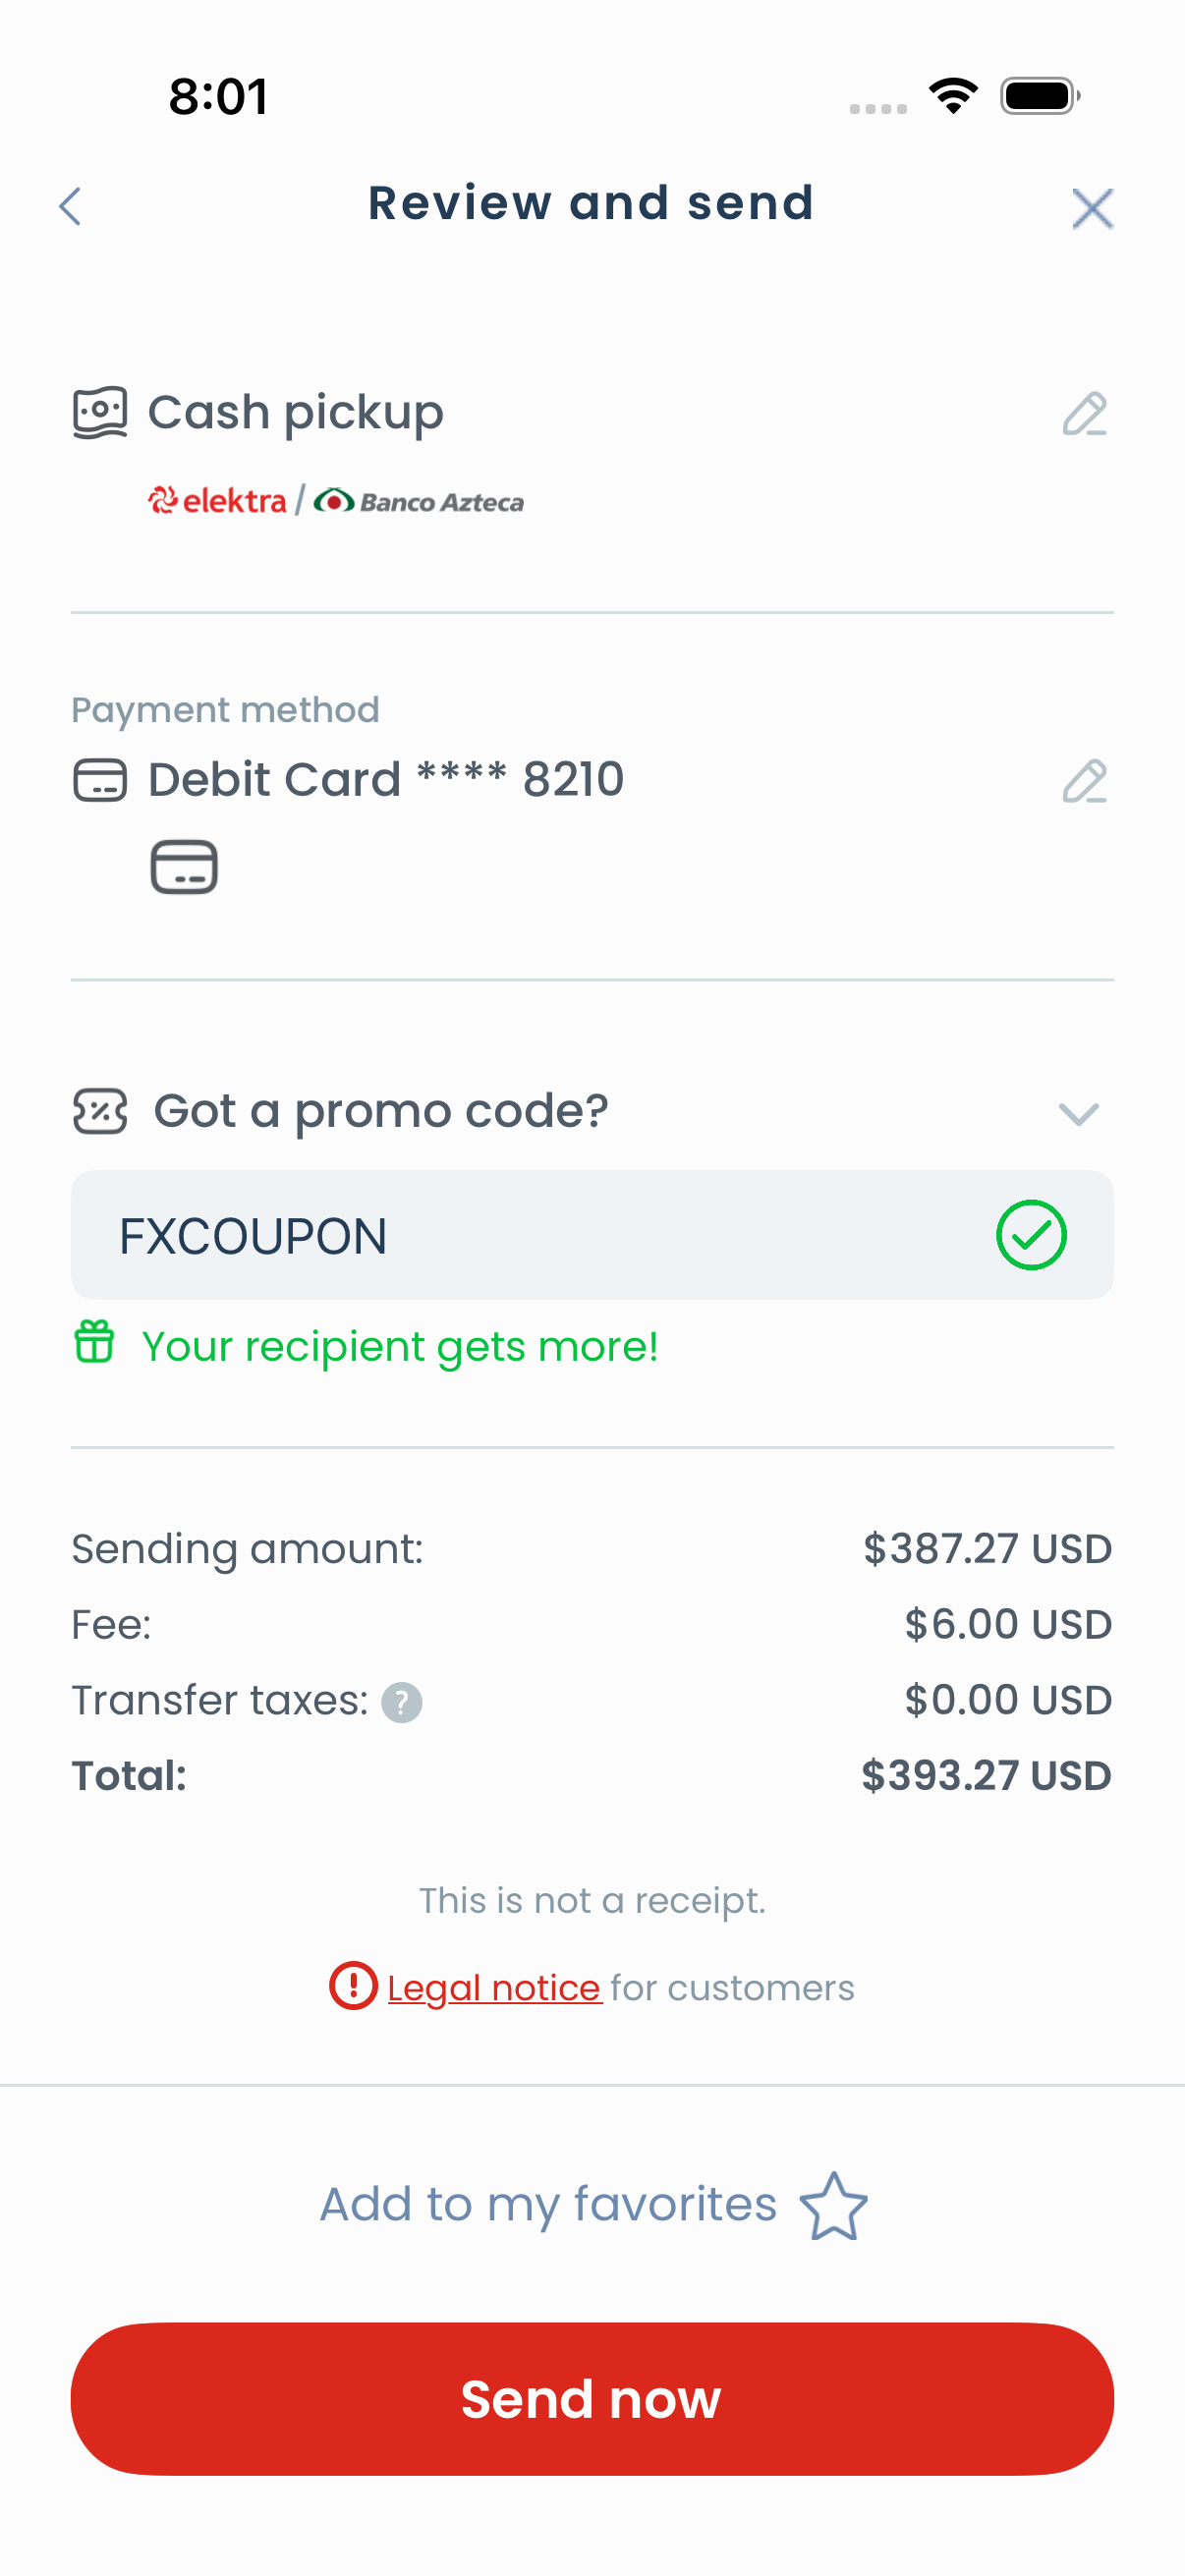 8:01
Review and send
Cash pickup
elektra / Banco Azteca
Payment method
Debit Card **** 8210
Got a promo code?
FXCOUPON
Your recipient gets more!
Sending amount: $387.27 USD
Fee: $6.00 USD
Transfer taxes: ? $0.00 USD
Total: $393.27 USD
This is not a receipt.
Legal notice for customers
Add to my favorites
Send now